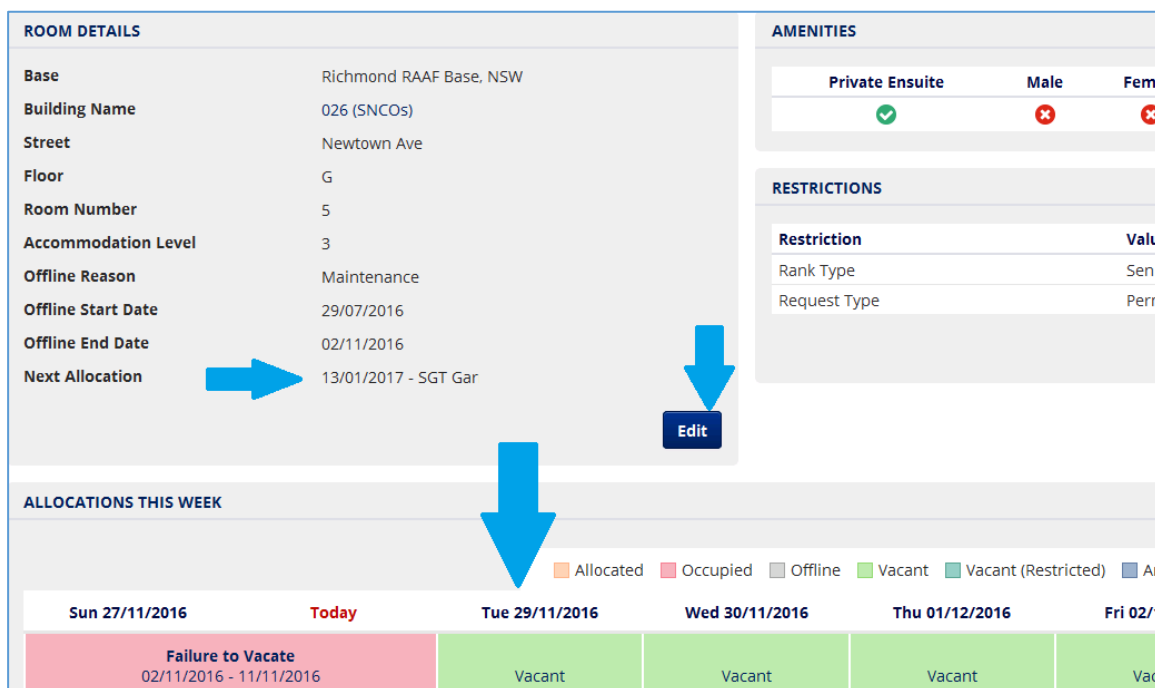 ROOM DETAILS
Base Richmond RAAF Base, NSW
Building Name 026 (SNCOs)
Street Newtown Ave
Floor G
Room Number 5
Accommodation Level 3
Offline Reason Maintenance
Offline Start Date 29/07/2016
Offline End Date 02/11/2016
Next Allocation 13/01/2017 - SGT Gar
Edit
AMENITIES
Private Ensuite Male
RESTRICTIONS
Restriction
Rank Type
Request Type
ALLOCATIONS THIS WEEK
Allocated Occupied Offline Vacant Vacant (Restricted)
Sun 27/11/2016 Today Tue 29/11/2016 Wed 30/11/2016 Thu 01/12/2016 Fri
Failure to Vacate
02/11/2016 - 11/11/2016 Vacant Vacant Vacant